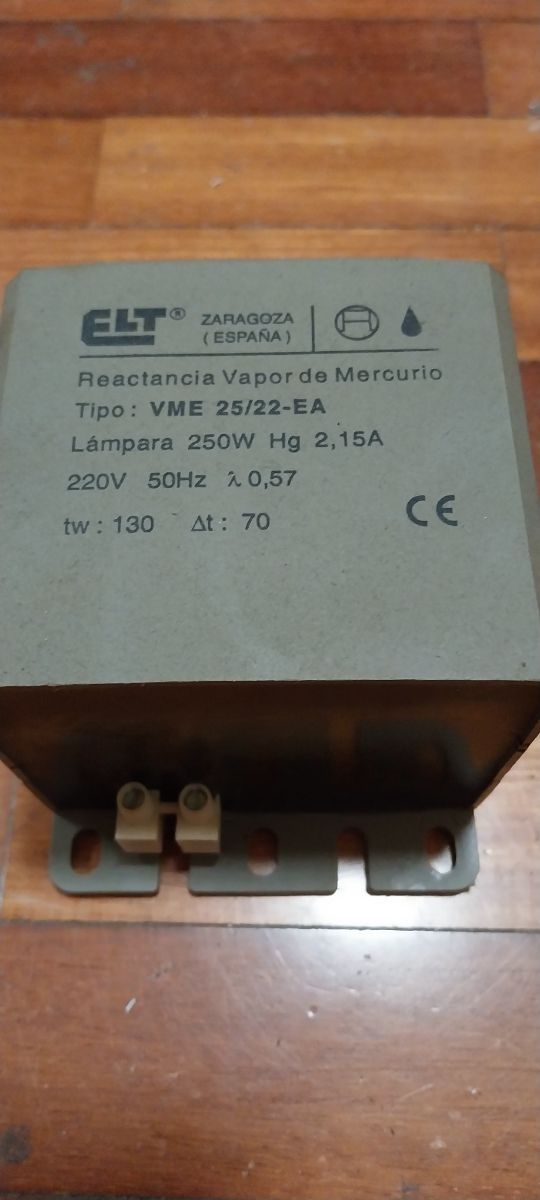 ELT® ZARAGOZA
(ESPAÑA)
Reactancia Vapor de Mercurio
Tipo: VME 25/22-EA
Lámpara 250W Hg 2,15A
220V 50Hz λ 0,57
tw : 130 Δt : 70
CE